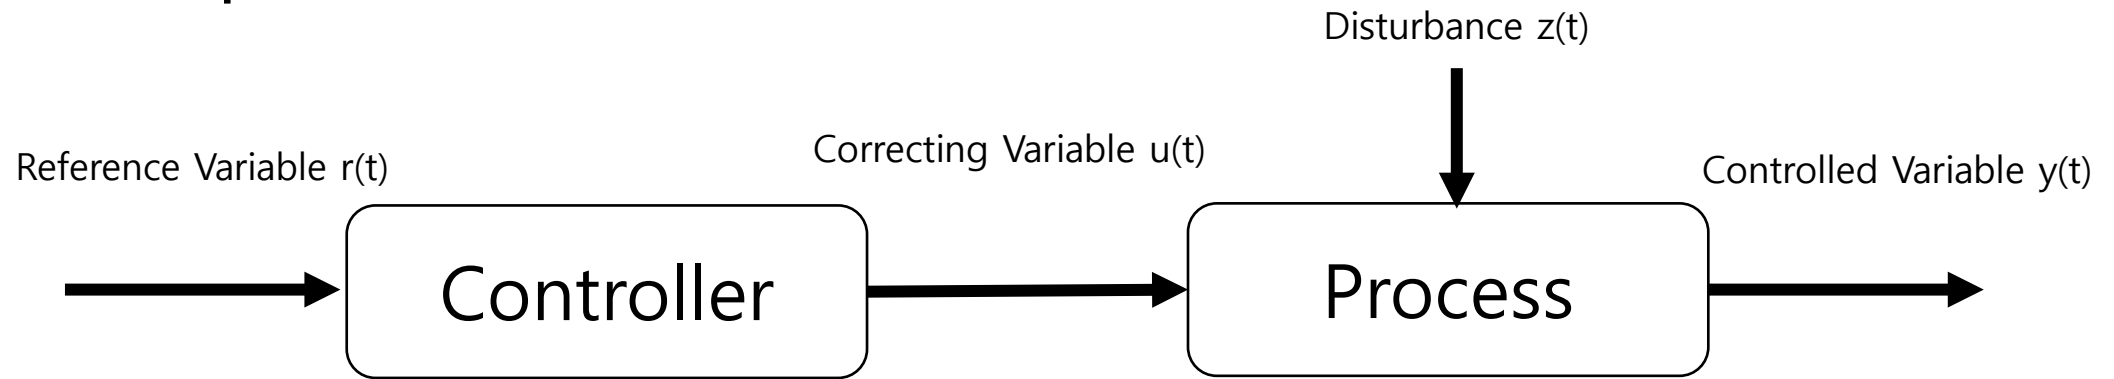 Disturbance z(t)
Reference Variable r(t)
Correcting Variable u(t)
Controlled Variable y(t)
Controller
Process